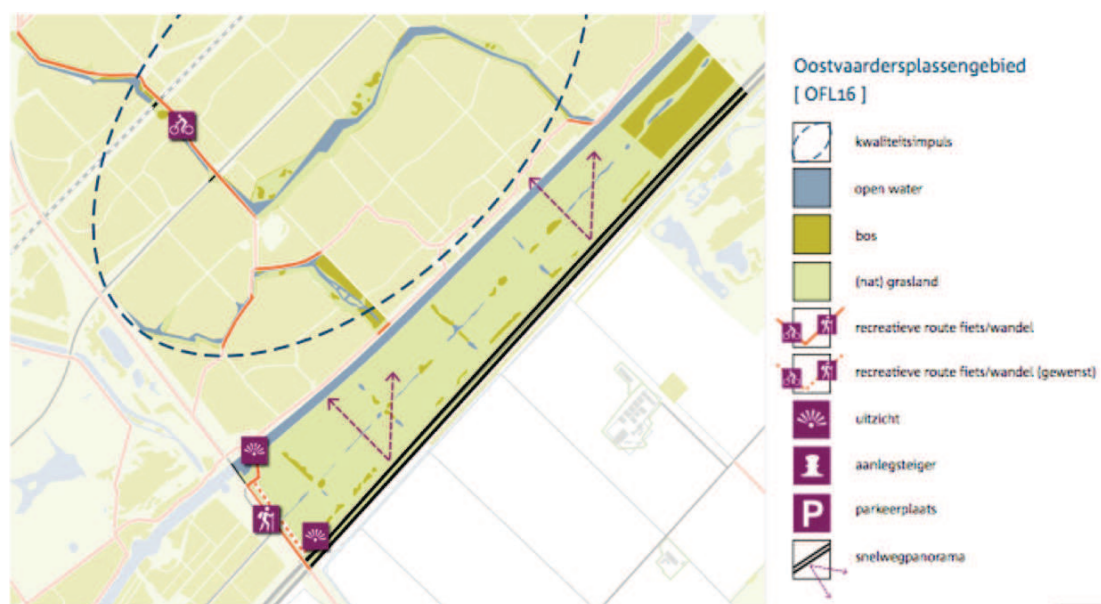 Oostvaardersplassengebied
[ OFL16 ]
kwaliteitsimpuls
open water
bos
(nat) grasland
recreatieve route fiets/wandel
recreatieve route fiets/wandel (gewenst)
uitzicht
aanlegsteiger
P parkeerplaats
snelwegpanorama